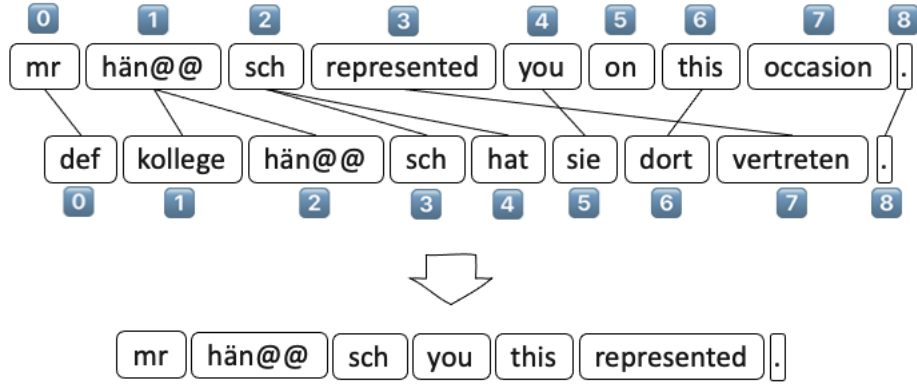 0 1 2 3 4 5 6 7 8
mr hän@@ sch represented you on this occasion .
def kollege hän@@ sch hat sie dort vertreten .
0 1 2 3 4 5 6 7 8
mr hän@@ sch you this represented .